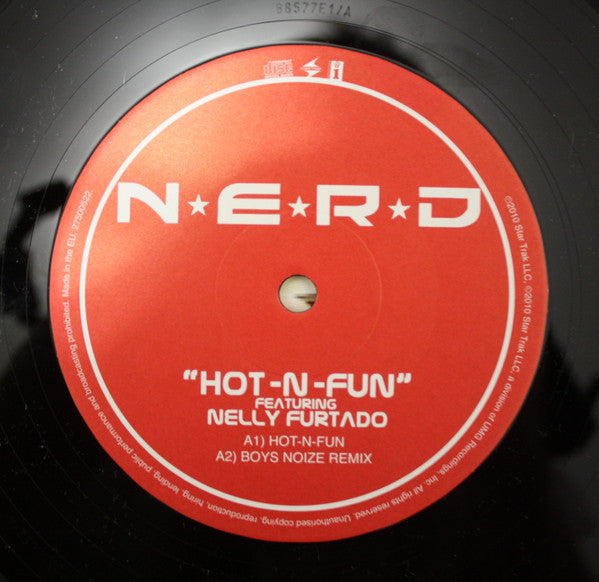 88577E1/A
N★E★R★D
"HOT-N-FUN"
FEATURING
NELLY FURTADO
A1) HOT-N-FUN
A2) BOYS NOIZE REMIX
℗2010 Star Trak LLC, ©2010 Star Trak LLC, a division of UMG Recordings, Inc. All rights reserved. Unauthorised copying, reproduction, hiring, lending, public performance and broadcasting prohibited. Made in the EU. 27500522.